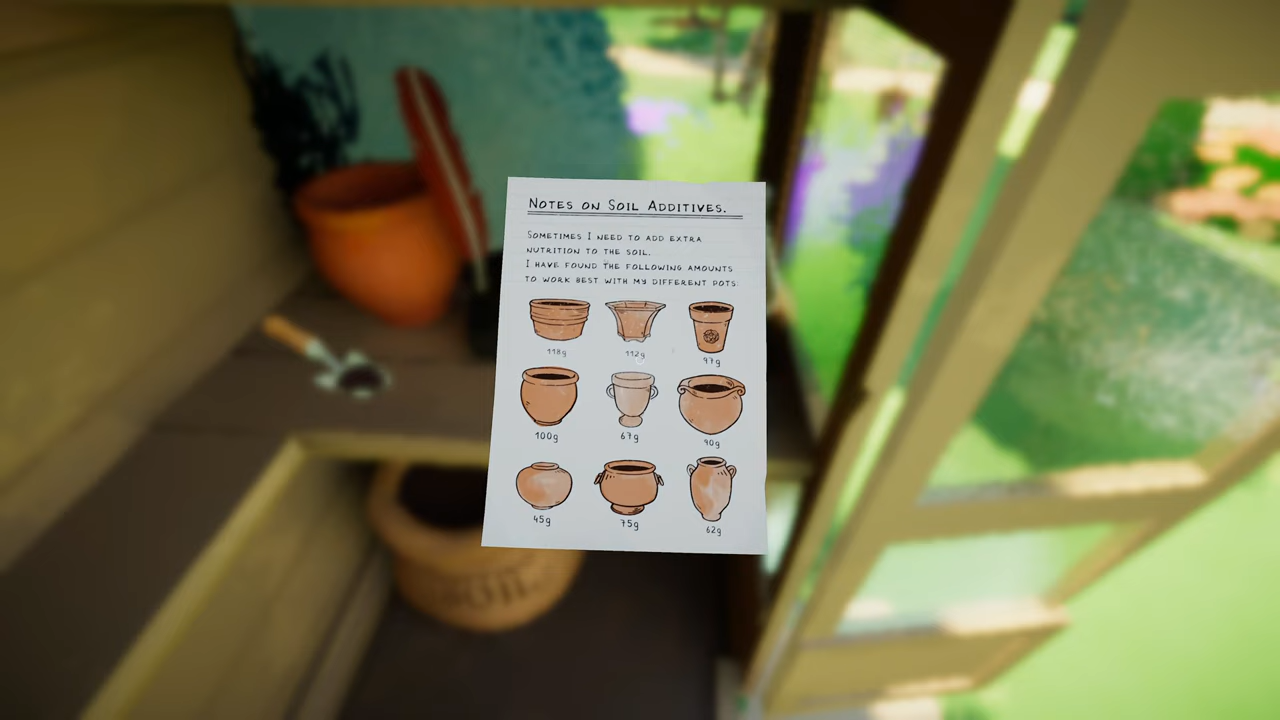 Notes on Soil Additives.
Sometimes I need to add extra
nutrition to the soil.
I have found the following amounts
to work best with my different pots:
118g 112g 97g
100g 67g 90g
45g 75g 62g